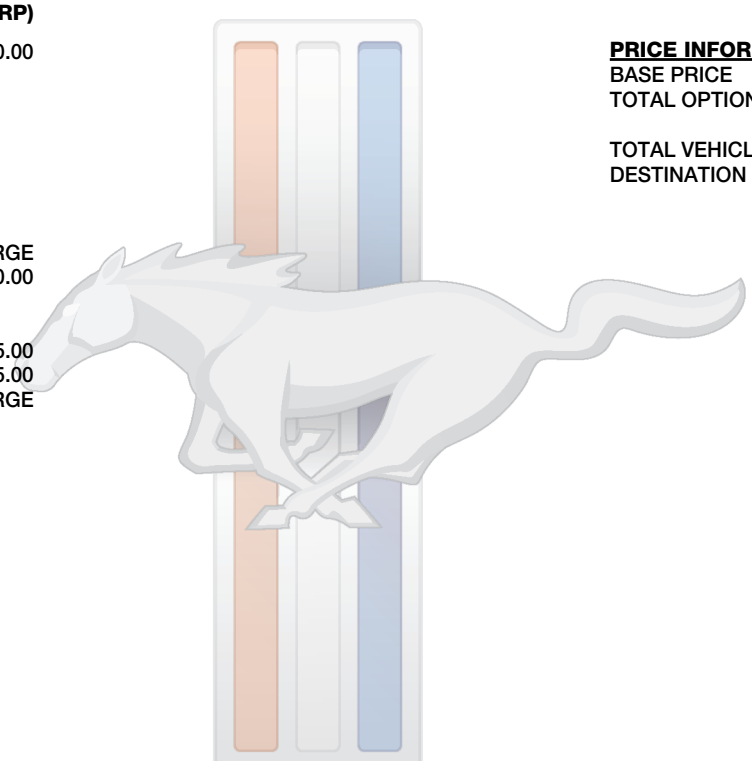 RP)
0.00
RGE
0.00
5.00
5.00
RGE
PRICE INFOR
BASE PRICE
TOTAL OPTION
TOTAL VEHICL
DESTINATION